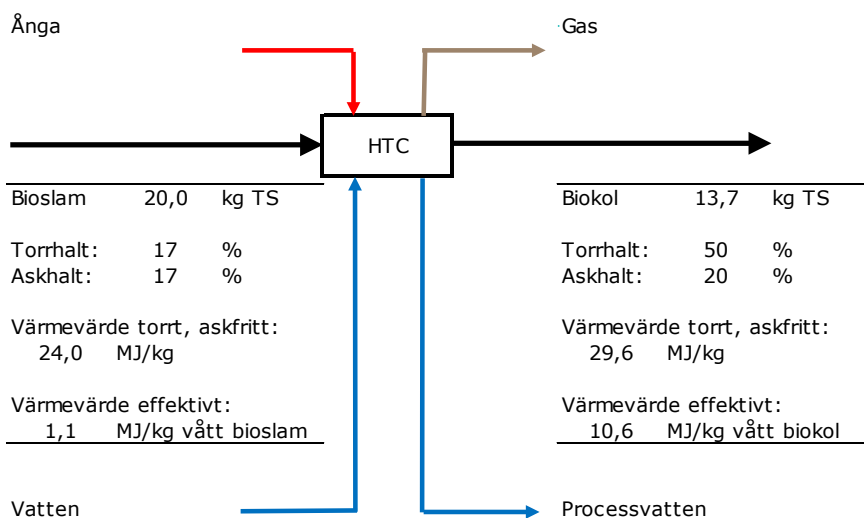 Ånga
Gas
HTC
Bioslam 20,0 kg TS
Torrhalt: 17 %
Askhalt: 17 %
Värmevärde torrt, askfritt:
24,0 MJ/kg
Värmevärde effektivt:
1,1 MJ/kg vått bioslam
Biokol 13,7 kg TS
Torrhalt: 50 %
Askhalt: 20 %
Värmevärde torrt, askfritt:
29,6 MJ/kg
Värmevärde effektivt:
10,6 MJ/kg vått biokol
Vatten
Processvatten